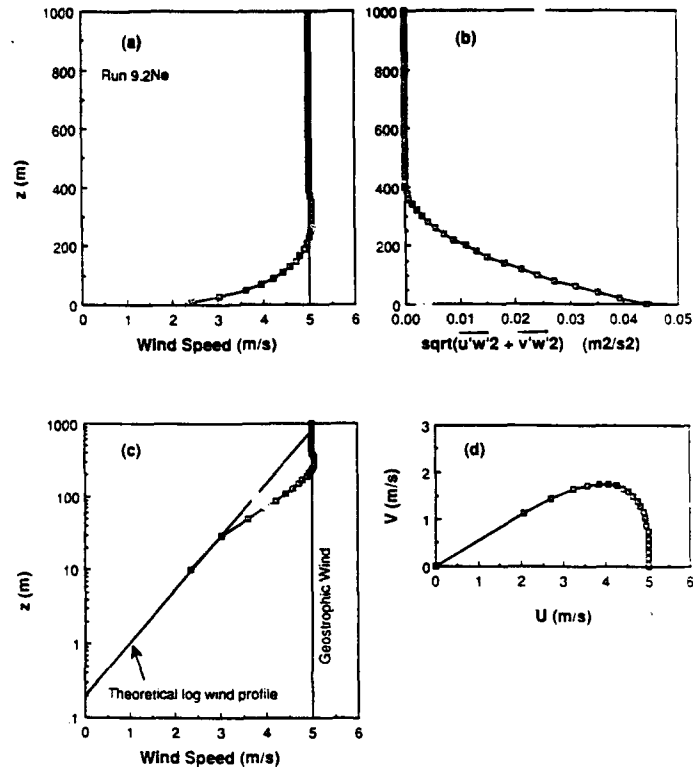 1000
800
600
400
200
0
z (m)
(a)
Run 9.2Ne
0 1 2 3 4 5 6
Wind Speed (m/s)
1000
800
600
400
200
0
(b)
0.00 0.01 0.02 0.03 0.04 0.05
sqrt(u'w'2 + v'w'2) (m2/s2)
1000
100
10
1
.1
z (m)
(c)
Geostrophic Wind
Theoretical log wind profile
0 1 2 3 4 5 6
Wind Speed (m/s)
3
2
1
0
V (m/s)
(d)
0 1 2 3 4 5 6
U (m/s)